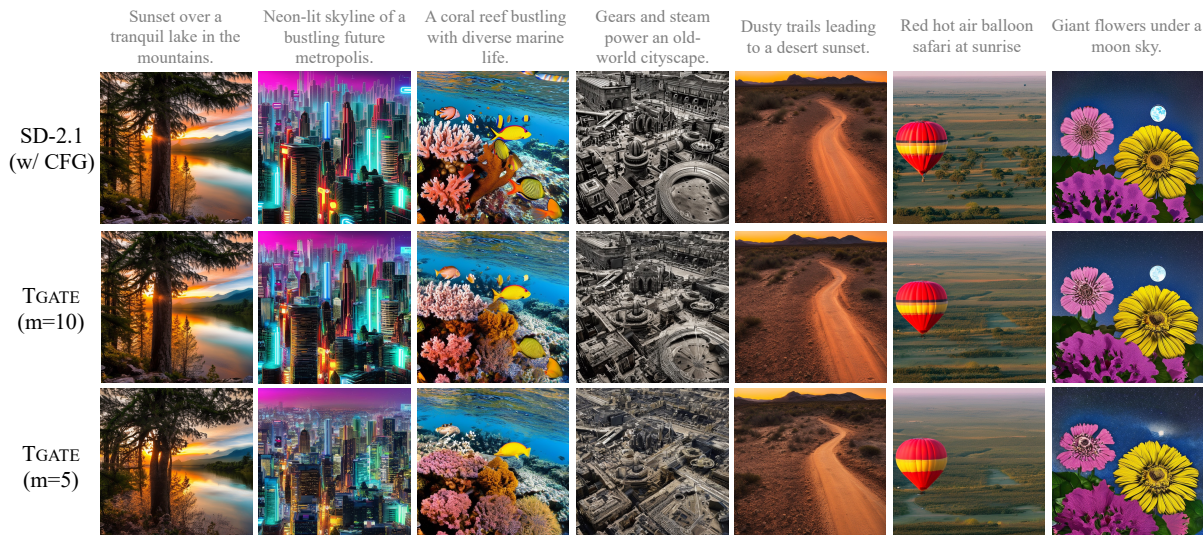 Sunset over a
tranquil lake in the
mountains.
Neon-lit skyline of a
bustling future
metropolis.
A coral reef bustling
with diverse marine
life.
Gears and steam
power an old-
world cityscape.
Dusty trails leading
to a desert sunset.
Red hot air balloon
safari at sunrise
Giant flowers under a
moon sky.
SD-2.1
(w/ CFG)
TGATE
(m=10)
TGATE
(m=5)